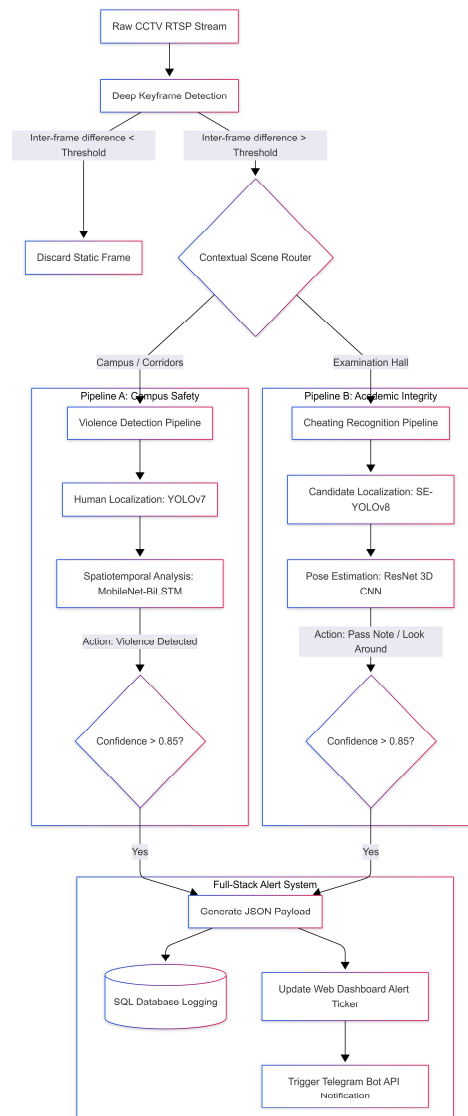 Raw CCTV RTSP Stream
Deep Keyframe Detection
Inter-frame difference <
Threshold
Inter-frame difference >
Threshold
Discard Static Frame
Contextual Scene Router
Campus / Corridors
Examination Hall
Pipeline A: Campus Safety
Violence Detection Pipeline
Human Localization: YOLOv7
Spatiotemporal Analysis:
MobileNet-BiLSTM
Action: Violence Detected
Confidence > 0.85?
Yes
Pipeline B: Academic Integrity
Cheating Recognition Pipeline
Candidate Localization: SE-
YOLOv8
Pose Estimation: ResNet 3D
CNN
Action: Pass Note / Look
Around
Confidence > 0.85?
Yes
Full-Stack Alert System
Generate JSON Payload
SQL Database Logging
Update Web Dashboard Alert
Ticker
Trigger Telegram Bot API
Notification